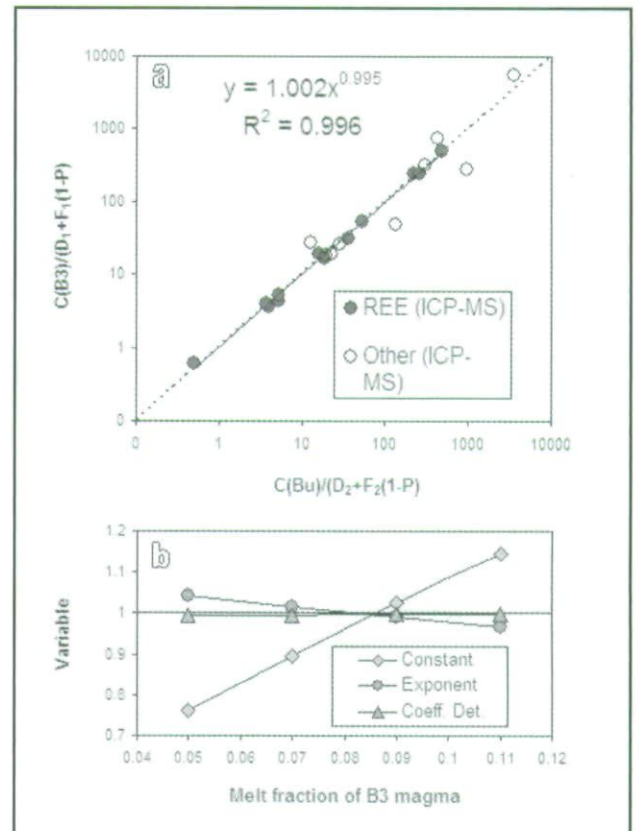 a
y = 1.002x^0.995
R² = 0.996
10000
1000
100
10
1
0
C(B3)/(D₁+F₁(1-P)
REE (ICP-MS)
Other (ICP-
MS)
0 1 10 100 1000 10000
C(Bu)/(D₂+F₂(1-P)
b
1.2
1.1
1
0.9
0.8
0.7
Variable
Constant
Exponent
Coeff. Det.
0.04 0.05 0.06 0.07 0.08 0.09 0.1 0.11 0.12
Melt fraction of B3 magma